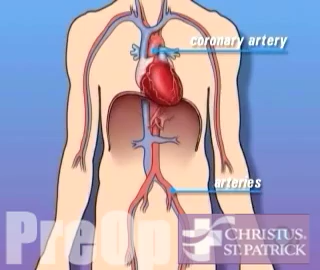 coronary artery
arteries
PreOp
CHRISTUS.
ST. PATRICK